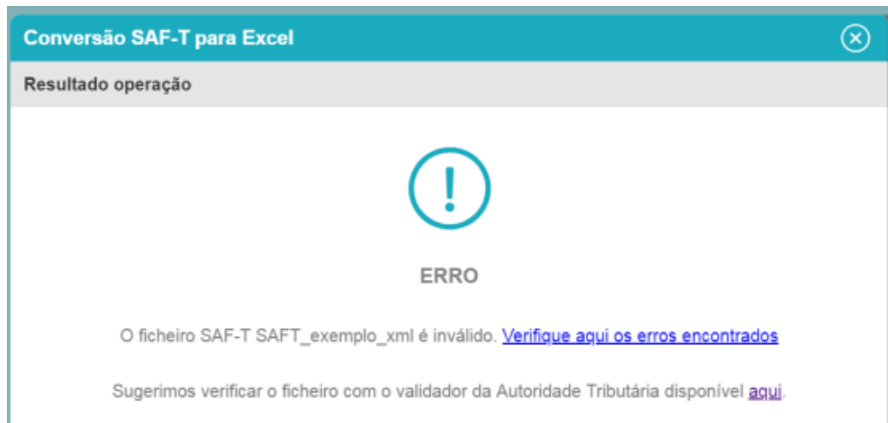 Conversão SAF-T para Excel
Resultado operação
ERRO
O ficheiro SAF-T SAFT_exemplo_xml é inválido. Verifique aqui os erros encontrados
Sugerimos verificar o ficheiro com o validador da Autoridade Tributária disponível aqui.